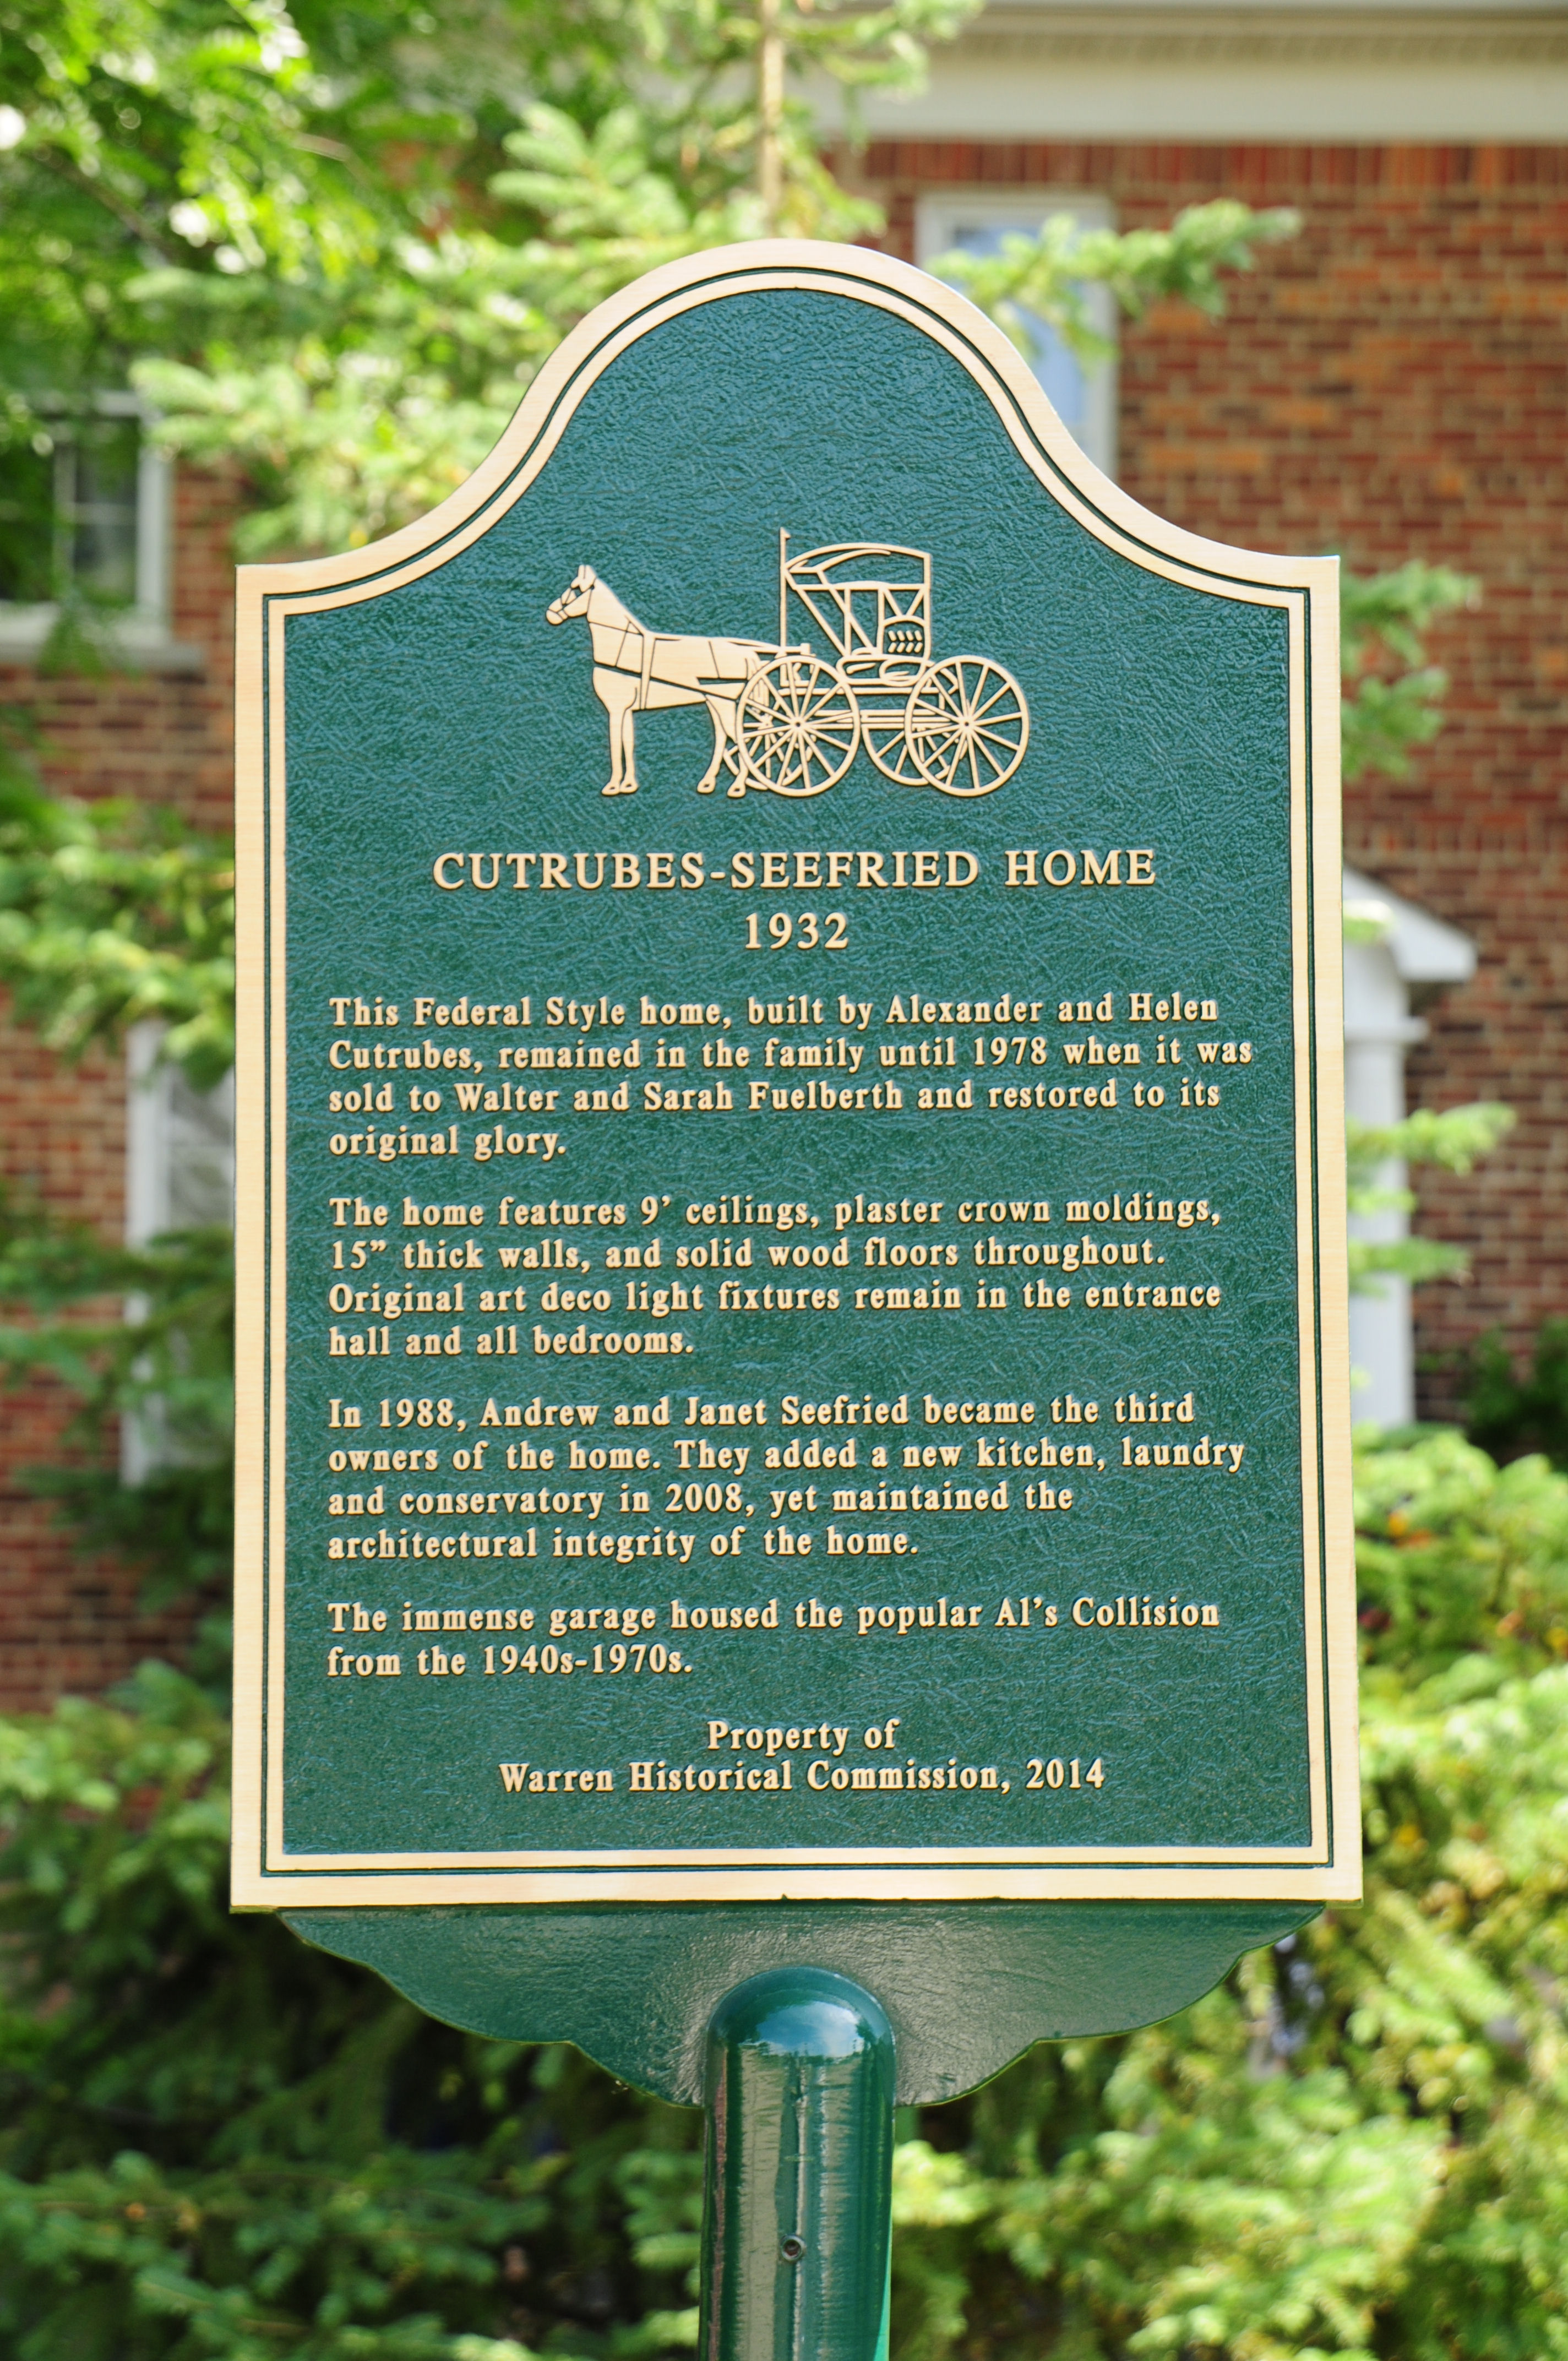 CUTRUBES-SEEFRIED HOME
1932
This Federal Style home, built by Alexander and Helen
Cutrubes, remained in the family until 1978 when it was
sold to Walter and Sarah Fuelberth and restored to its
original glory.
The home features 9’ ceilings, plaster crown moldings,
15” thick walls, and solid wood floors throughout.
Original art deco light fixtures remain in the entrance
hall and all bedrooms.
In 1988, Andrew and Janet Seefried became the third
owners of the home. They added a new kitchen, laundry
and conservatory in 2008, yet maintained the
architectural integrity of the home.
The immense garage housed the popular Al’s Collision
from the 1940s-1970s.
Property of
Warren Historical Commission, 2014